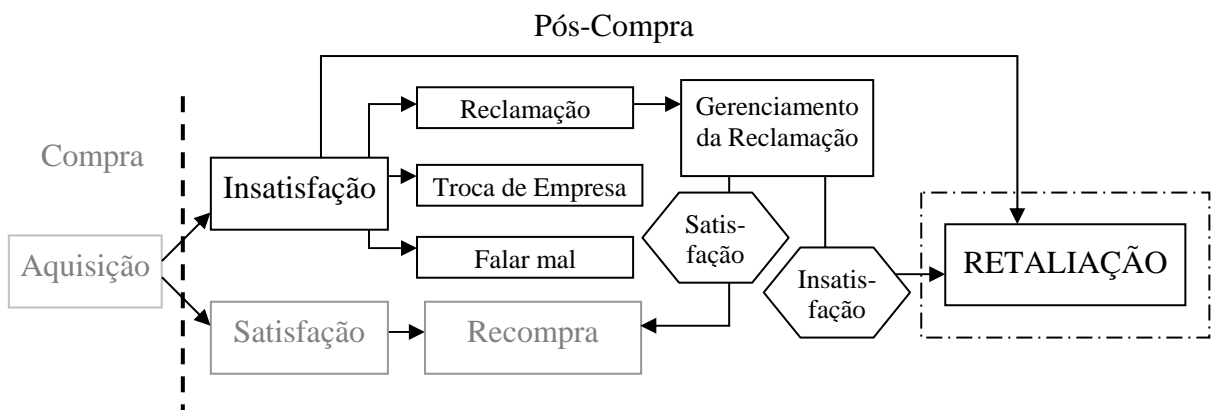 Pós-Compra
Reclamação
Gerenciamento
da Reclamação
Compra
Insatisfação
Troca de Empresa
Satis-
fação
Aquisição
Falar mal
RETALIAÇÃO
Insatis-
fação
Satisfação
Recompra